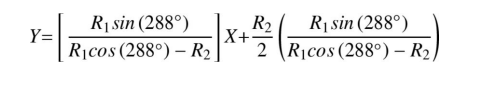 Y=[R₁sin(288°)/(R₁cos(288°) – R₂)]X+R₂/2(R₁sin(288°)/(R₁cos(288°) – R₂))